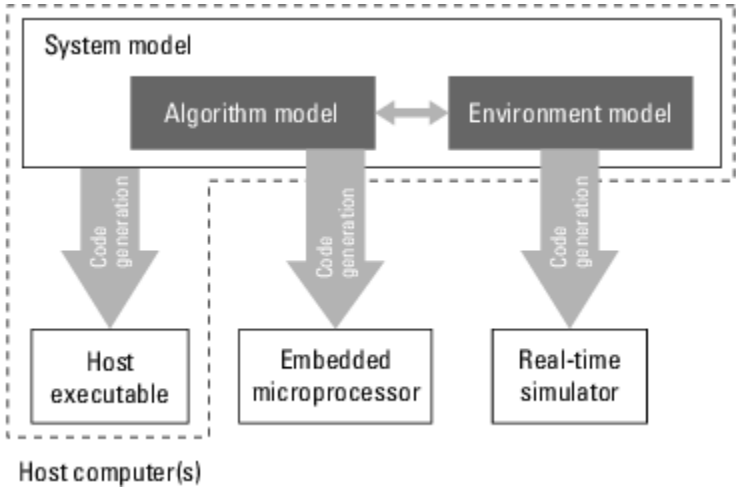 System model
Algorithm model
Environment model
Code
generation
Code
generation
Code
generation
Host
executable
Embedded
microprocessor
Real-time
simulator
Host computer(s)